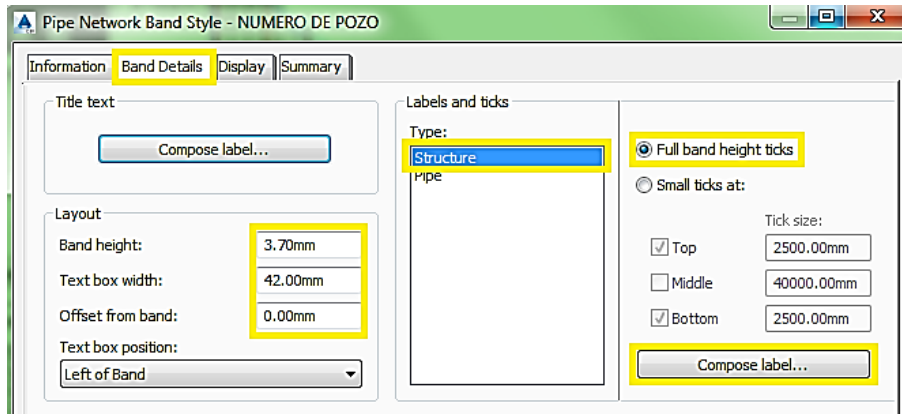 Pipe Network Band Style - NUMERO DE POZO
Information Band Details Display Summary
Title text
Compose label...
Layout
Band height: 3.70mm
Text box width: 42.00mm
Offset from band: 0.00mm
Text box position:
Left of Band
Labels and ticks
Type:
Structure
Pipe
Full band height ticks
Small ticks at:
Tick size:
Top 2500.00mm
Middle 40000.00mm
Bottom 2500.00mm
Compose label...